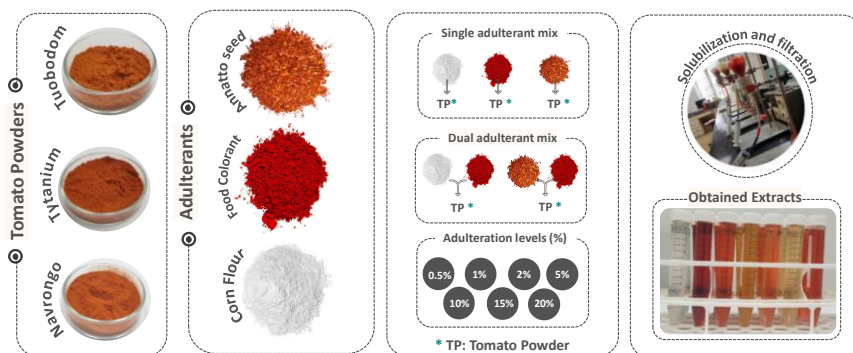 Tomato Powders
Tuobodom
Tytanium
Navrongo
Adulterants
Annatto seed
Food Colorant
Corn Flour
Single adulterant mix
TP* TP* TP*
Dual adulterant mix
TP* TP*
Adulteration levels (%)
0.5% 1% 2% 5%
10% 15% 20%
* TP: Tomato Powder
Solubilization and filtration
Obtained Extracts